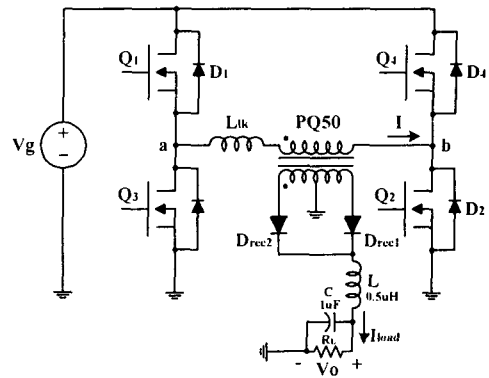 Q1
D1
Q4
D4
Llk
PQ50
I
Vg
+
-
a
b
Q3
Q2
D2
Drec2
Drec1
L
0.5uH
C
1uF
Iload
RL
-
Vo
+